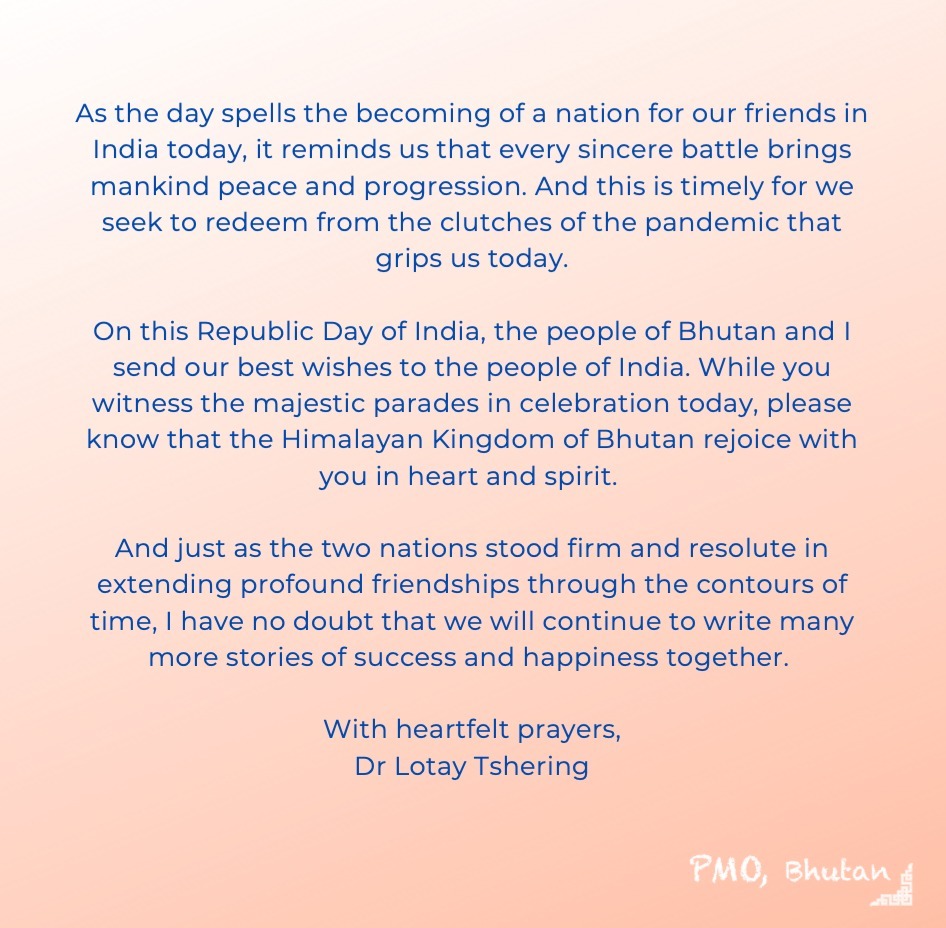 As the day spells the becoming of a nation for our friends in
India today, it reminds us that every sincere battle brings
mankind peace and progression. And this is timely for we
seek to redeem from the clutches of the pandemic that
grips us today.
On this Republic Day of India, the people of Bhutan and I
send our best wishes to the people of India. While you
witness the majestic parades in celebration today, please
know that the Himalayan Kingdom of Bhutan rejoice with
you in heart and spirit.
And just as the two nations stood firm and resolute in
extending profound friendships through the contours of
time, I have no doubt that we will continue to write many
more stories of success and happiness together.
With heartfelt prayers,
Dr Lotay Tshering
PMO, Bhutan